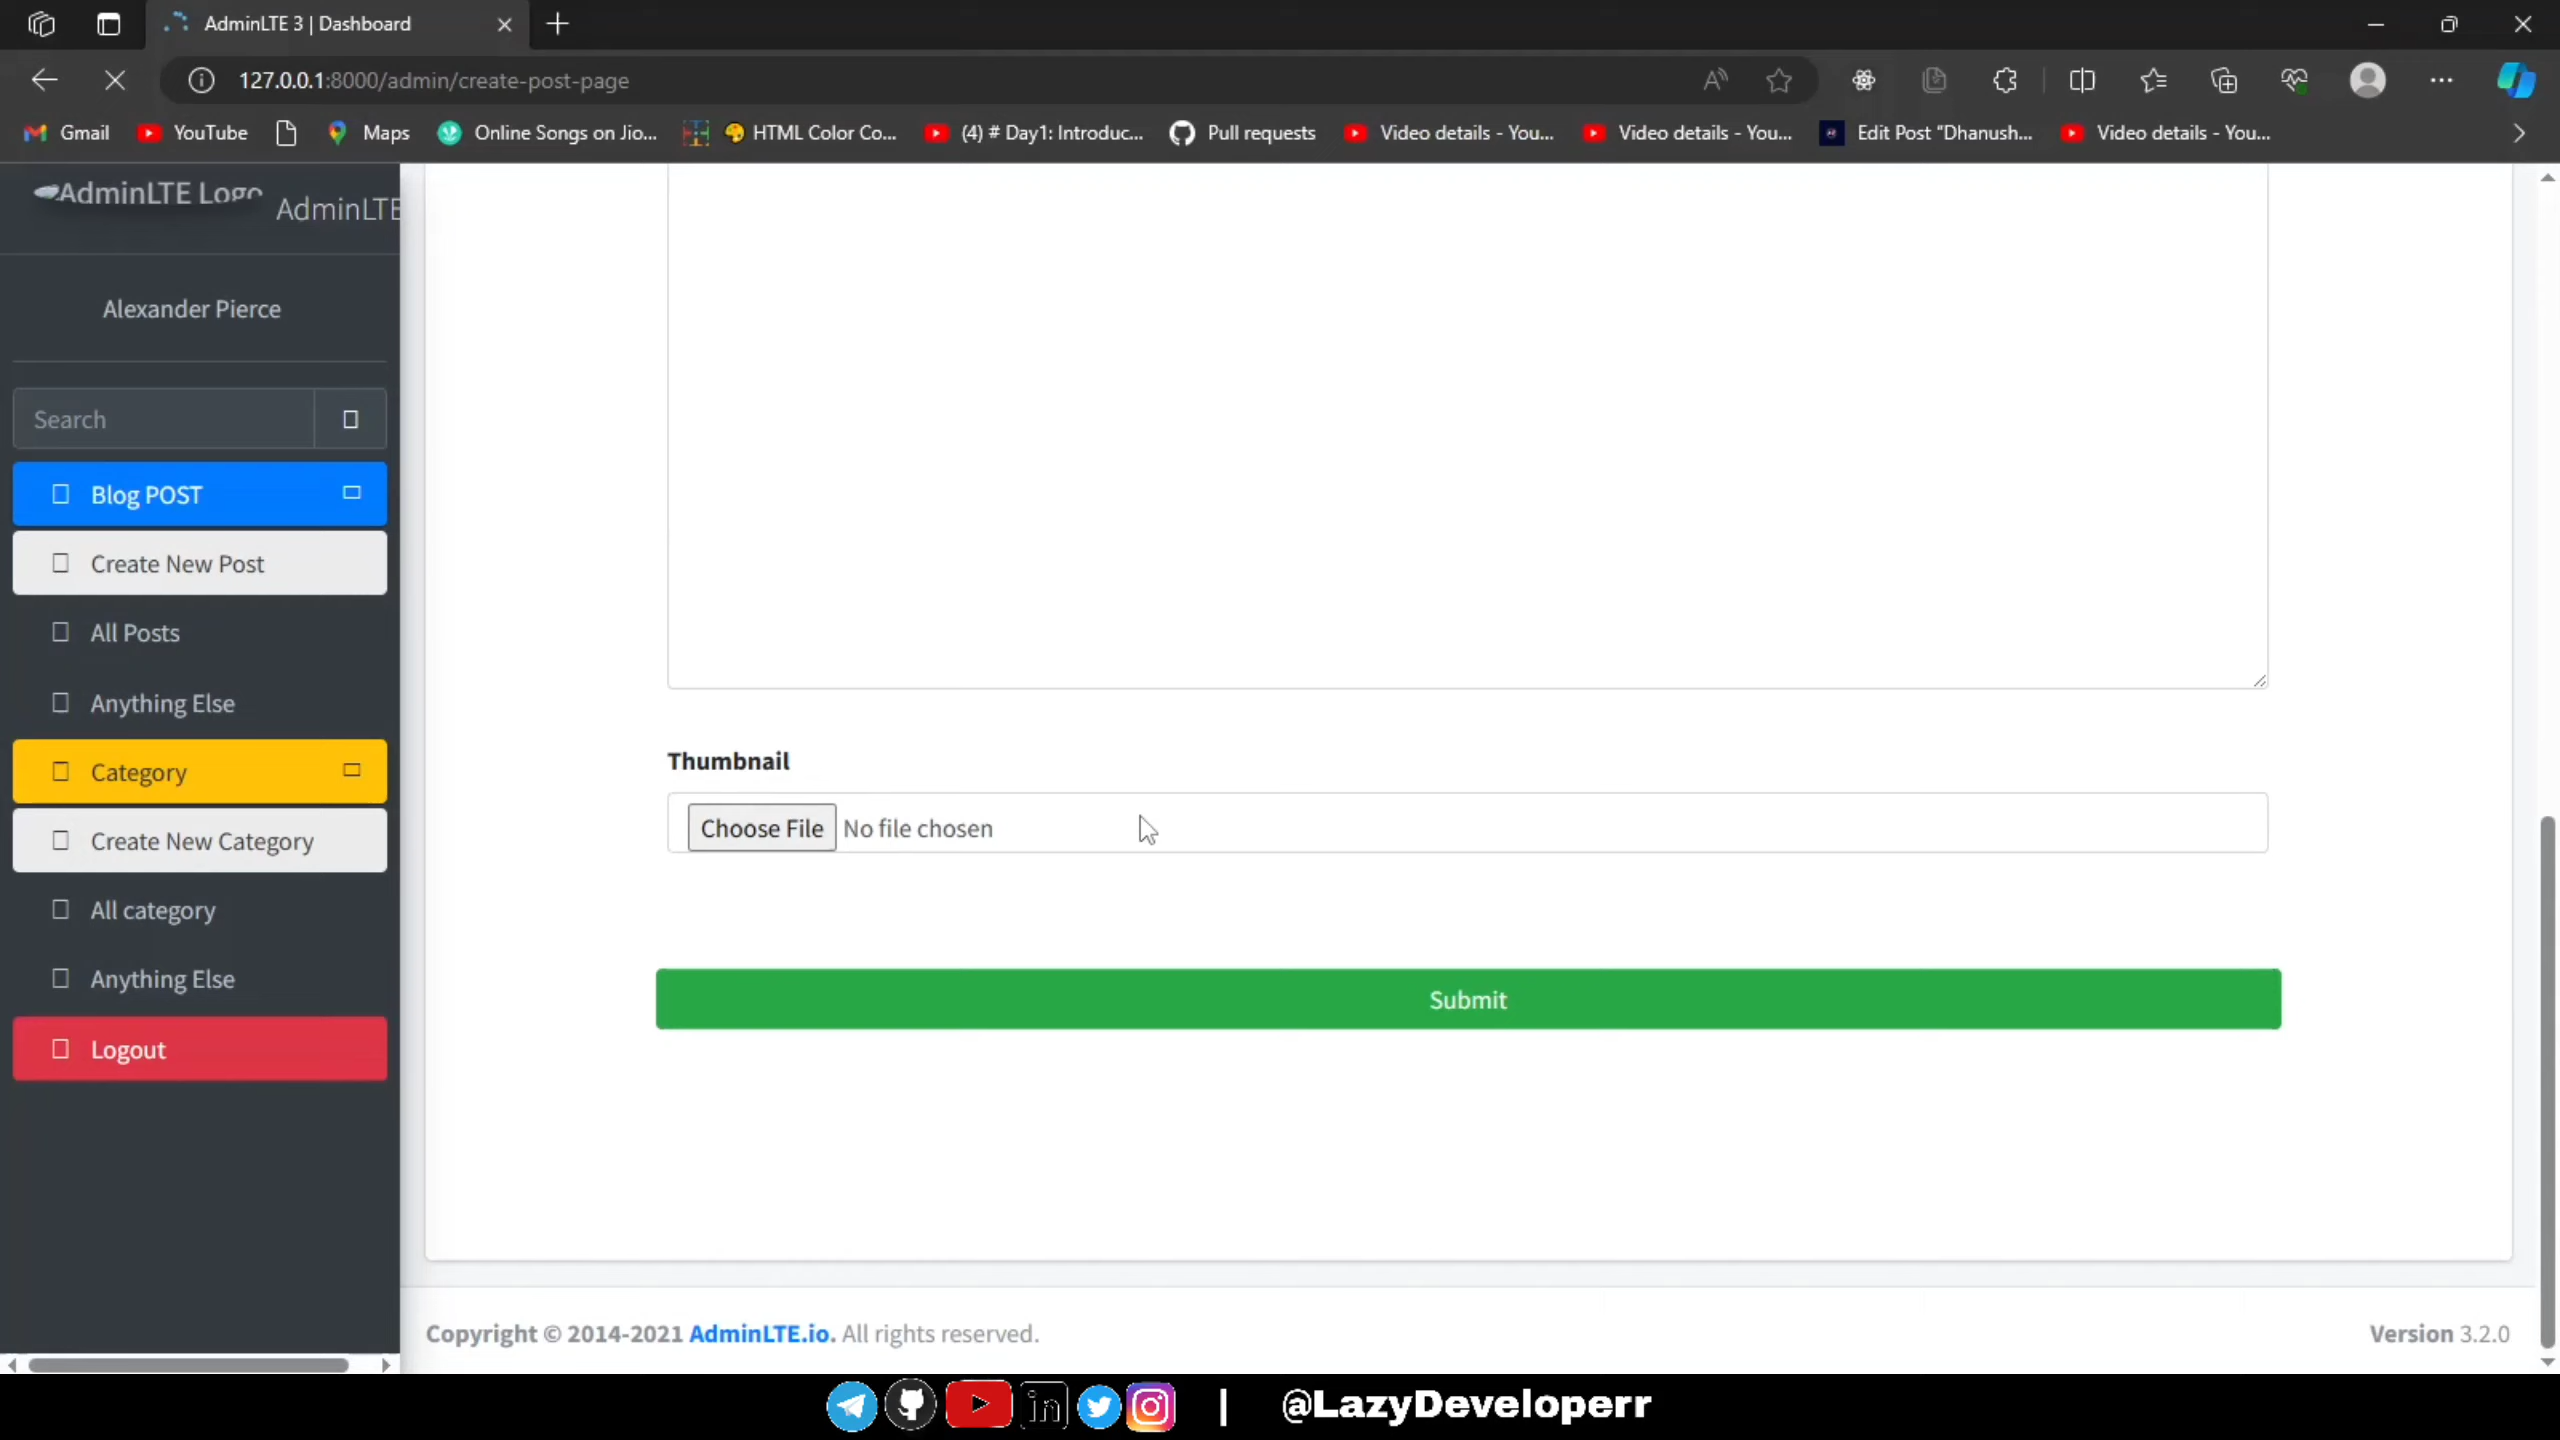 AdminLTE 3 | Dashboard
127.0.0.1:8000/admin/create-post-page
Gmail
YouTube
Maps
Online Songs on Jio...
HTML Color Co...
(4) # Day1: Introduc...
Pull requests
Video details - You...
Video details - You...
Edit Post "Dhanush...
Video details - You...
AdminLTE Logo
AdminLTE
Alexander Pierce
Search
Blog POST
Create New Post
All Posts
Anything Else
Category
Create New Category
All category
Anything Else
Logout
Thumbnail
Choose File No file chosen
Submit
Copyright © 2014-2021 AdminLTE.io. All rights reserved.
Version 3.2.0
in
| @LazyDeveloperr